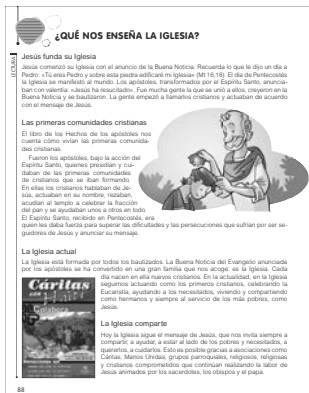 ¿QUÉ NOS ENSEÑA LA IGLESIA?
LECTURA
Jesús funda su Iglesia
Jesús comenzó su Iglesia con el anuncio de la Buena Noticia. Recuerda lo que le dijo un día a
Pedro: «Tú eres Pedro y sobre esta piedra edificaré mi Iglesia» (Mt 16,18). El día de Pentecostés
la Iglesia se manifestó al mundo. Los apóstoles, transformados por el Espíritu Santo, anuncia-
ban con valentía: «Jesús ha resucitado». Fue mucha gente la que se unió a ellos, creyeron en la
Buena Noticia y se bautizaron. La gente empezó a llamarlos cristianos y actuaban de acuerdo
con el mensaje de Jesús.
Las primeras comunidades cristianas
El libro de los Hechos de los apóstoles nos
cuenta cómo vivían las primeras comunida-
des cristianas.
Fueron los apóstoles, bajo la acción del
Espíritu Santo, quienes presidían y cui-
daban de las primeras comunidades
de cristianos que se iban formando.
En ellas los cristianos hablaban de Je-
sús, actuaban en su nombre, rezaban,
acudían al templo a celebrar la fracción
del pan y se ayudaban unos a otros en todo.
El Espíritu Santo, recibido en Pentecostés, era
quien les daba fuerza para superar las dificultades y las persecuciones que sufrían por ser se-
guidores de Jesús y anunciar su mensaje.
La Iglesia actual
La Iglesia está formada por todos los bautizados. La Buena Noticia del Evangelio anunciada
por los apóstoles se ha convertido en una gran familia que nos acoge: es la Iglesia. Cada
día nacen en ella nuevos cristianos. En la actualidad, en la Iglesia
seguimos actuando como los primeros cristianos, celebrando la
Eucaristía, ayudando a los necesitados, viviendo y compartiendo
como hermanos y siempre al servicio de los más pobres, como
Jesús.
Cáritas
Colabora
La Iglesia comparte
Hoy la Iglesia sigue el mensaje de Jesús, que nos invita siempre a
compartir, a ayudar, a estar al lado de los pobres y necesitados, a
quererlos, a cuidarlos. Esto es posible gracias a asociaciones como
Cáritas, Manos Unidas, grupos parroquiales, religiosos, religiosas
y cristianos comprometidos que continúan realizando la labor de
Jesús animados por los sacerdotes, los obispos y el papa.
88